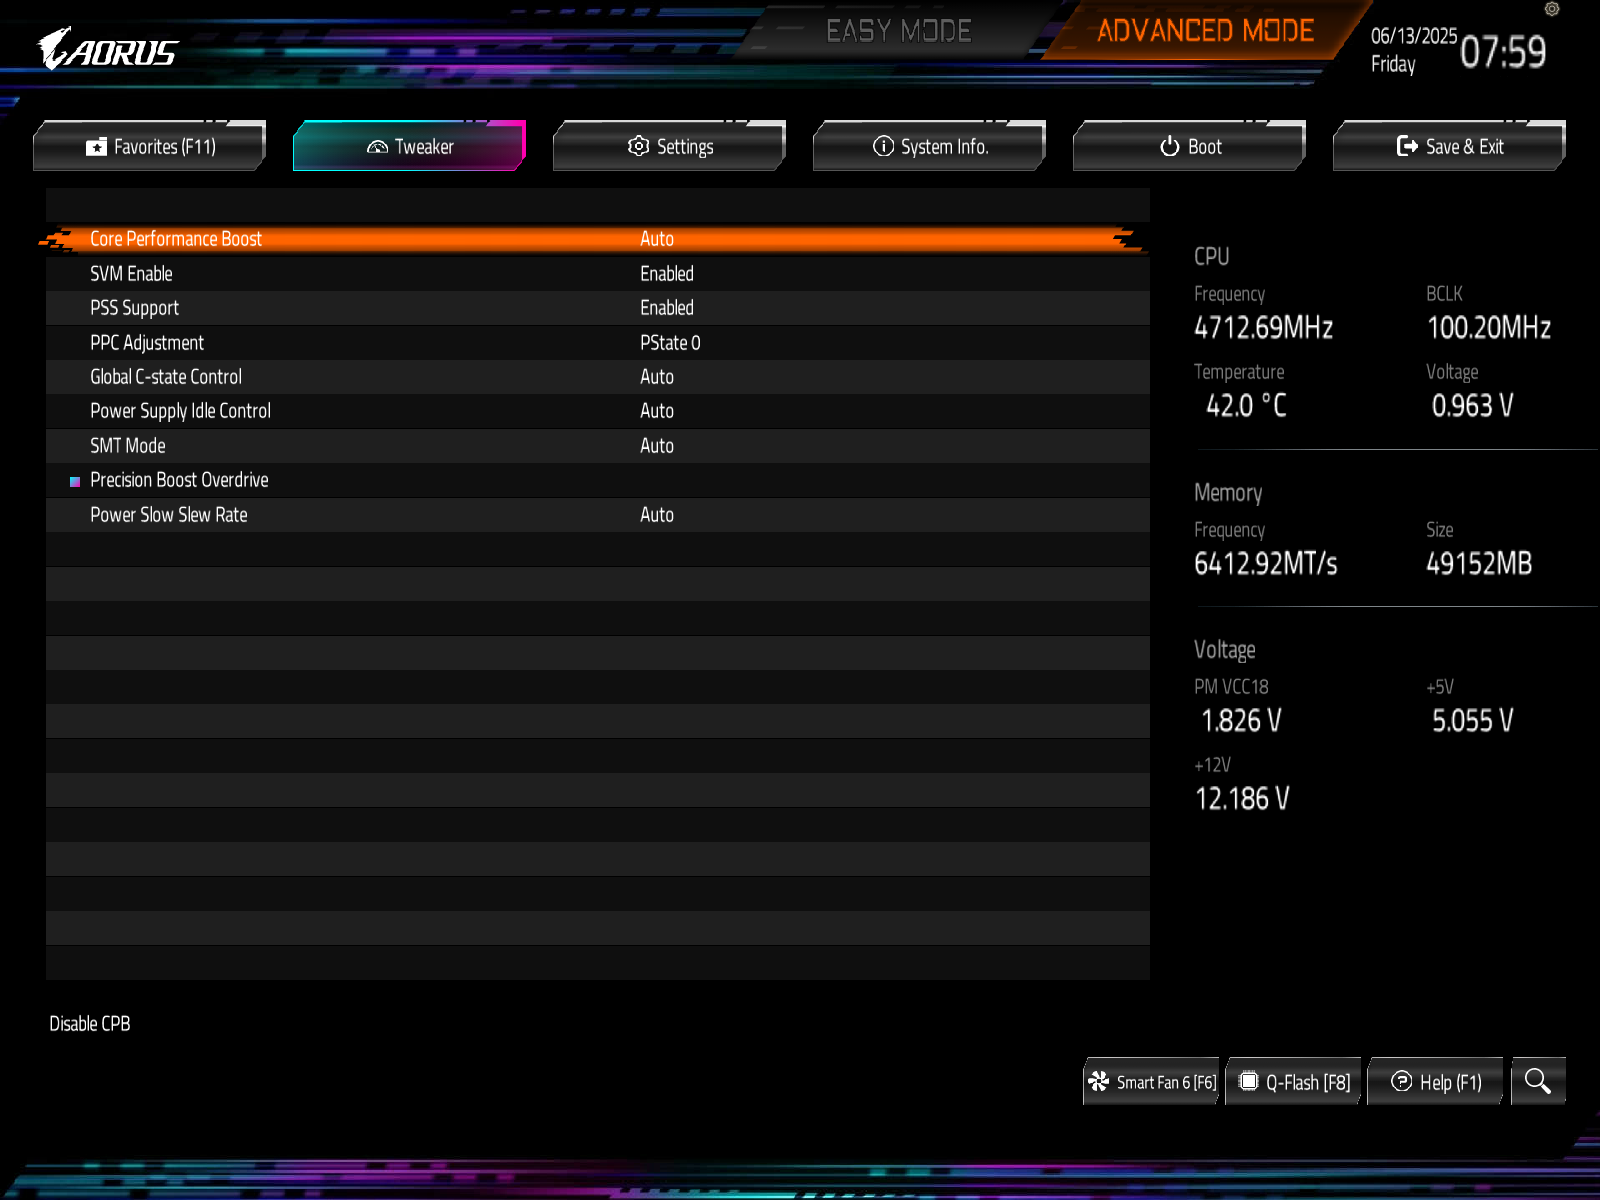 AORUS
EASY MODE
ADVANCED MODE
06/13/2025
Friday
07:59
Favorites (F11)
Tweaker
Settings
System Info.
Boot
Save & Exit
Core Performance Boost Auto
SVM Enable Enabled
PSS Support Enabled
PPC Adjustment PState 0
Global C-state Control Auto
Power Supply Idle Control Auto
SMT Mode Auto
Precision Boost Overdrive
Power Slow Slew Rate Auto
CPU
Frequency BCLK
4712.69MHz 100.20MHz
Temperature Voltage
42.0 °C 0.963 V
Memory
Frequency Size
6412.92MT/s 49152MB
Voltage
PM VCC18 +5V
1.826 V 5.055 V
+12V
12.186 V
Disable CPB
Smart Fan 6 [F6]
Q-Flash [F8]
Help (F1)